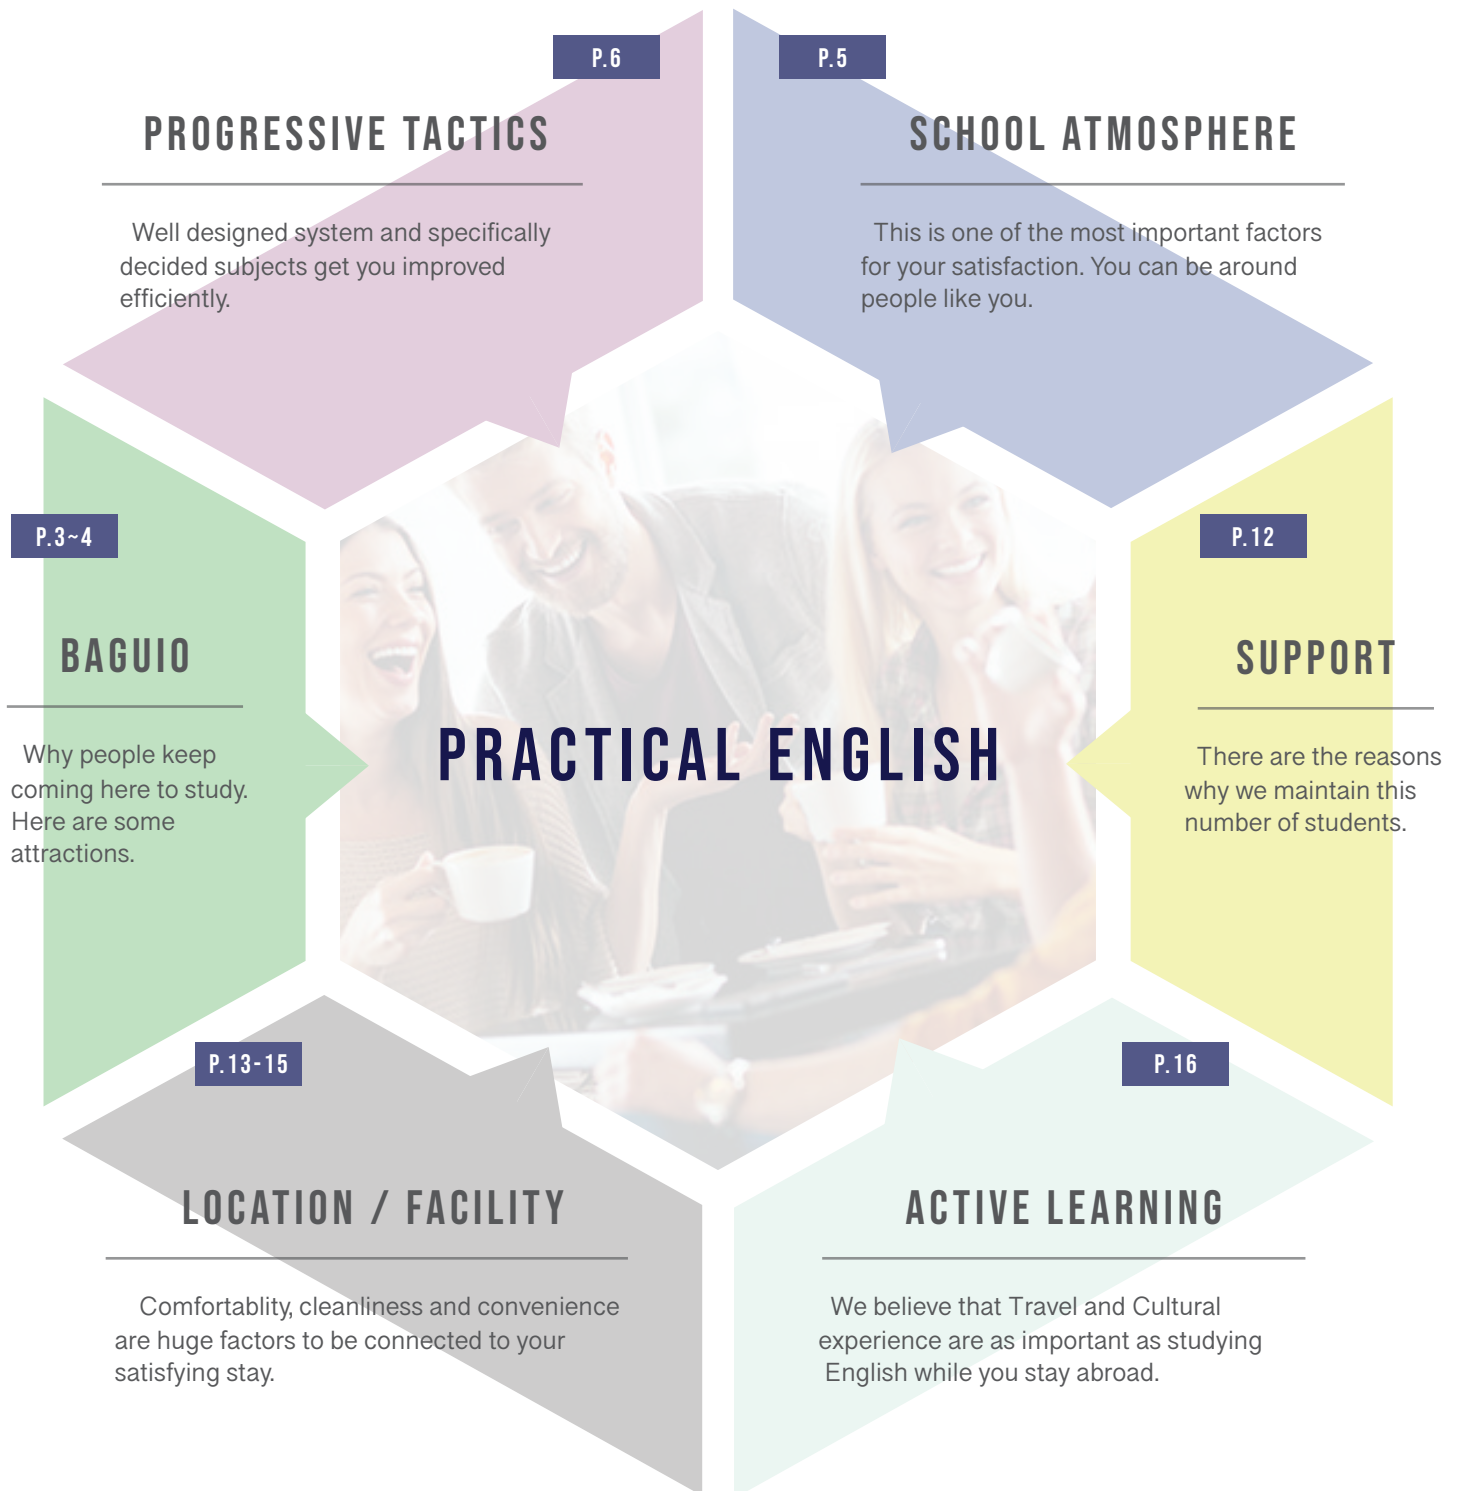 P.6
PROGRESSIVE TACTICS
Well designed system and specifically
decided subjects get you improved
efficiently.
P.5
SCHOOL ATMOSPHERE
This is one of the most important factors
for your satisfaction. You can be around
people like you.
P.3~4
BAGUIO
Why people keep
coming here to study.
Here are some
attractions.
PRACTICAL ENGLISH
P.12
SUPPORT
There are the reasons
why we maintain this
number of students.
P.13-15
LOCATION / FACILITY
Comfortablity, cleanliness and convenience
are huge factors to be connected to your
satisfying stay.
P.16
ACTIVE LEARNING
We believe that Travel and Cultural
experience are as important as studying
English while you stay abroad.